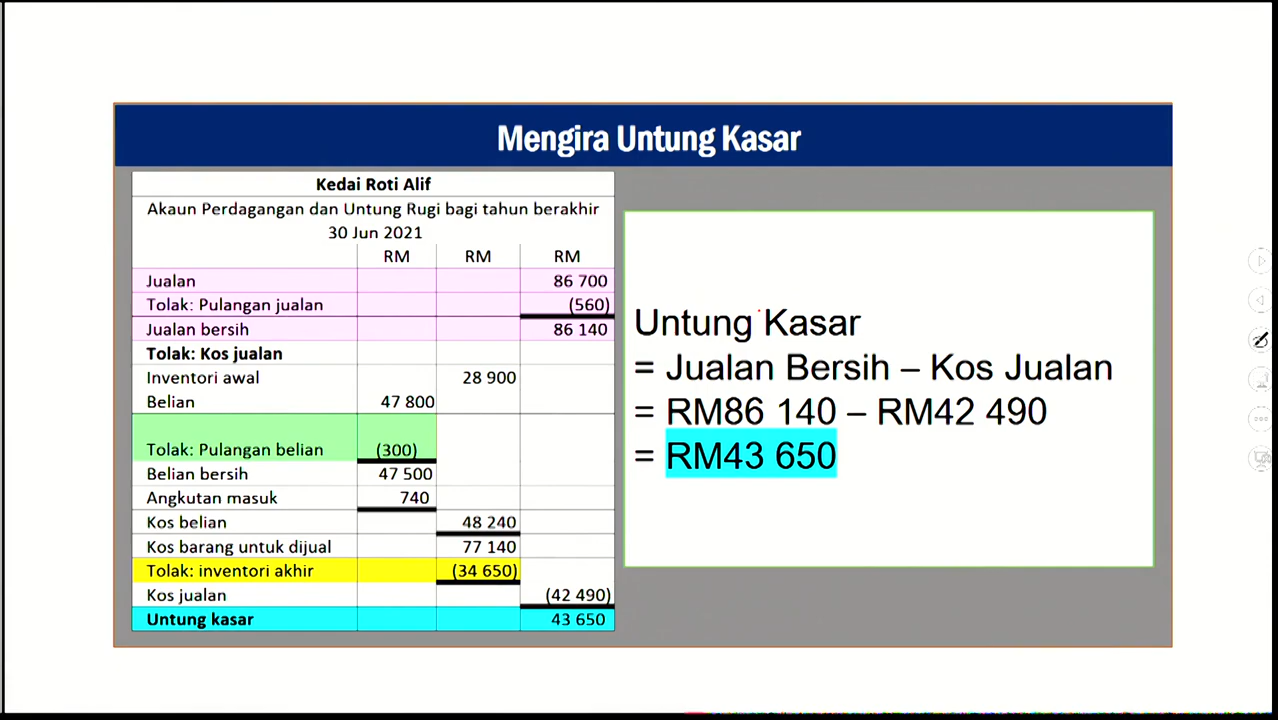 Mengira Untung Kasar
Kedai Roti Alif
Akaun Perdagangan dan Untung Rugi bagi tahun berakhir
30 Jun 2021
RM RM RM
Jualan 86 700
Tolak: Pulangan jualan (560)
Jualan bersih 86 140
Tolak: Kos jualan
Inventori awal 28 900
Belian 47 800
Tolak: Pulangan belian (300)
Belian bersih 47 500
Angkutan masuk 740
Kos belian 48 240
Kos barang untuk dijual 77 140
Tolak: inventori akhir (34 650)
Kos jualan (42 490)
Untung kasar 43 650
Untung Kasar
= Jualan Bersih – Kos Jualan
= RM86 140 – RM42 490
= RM43 650